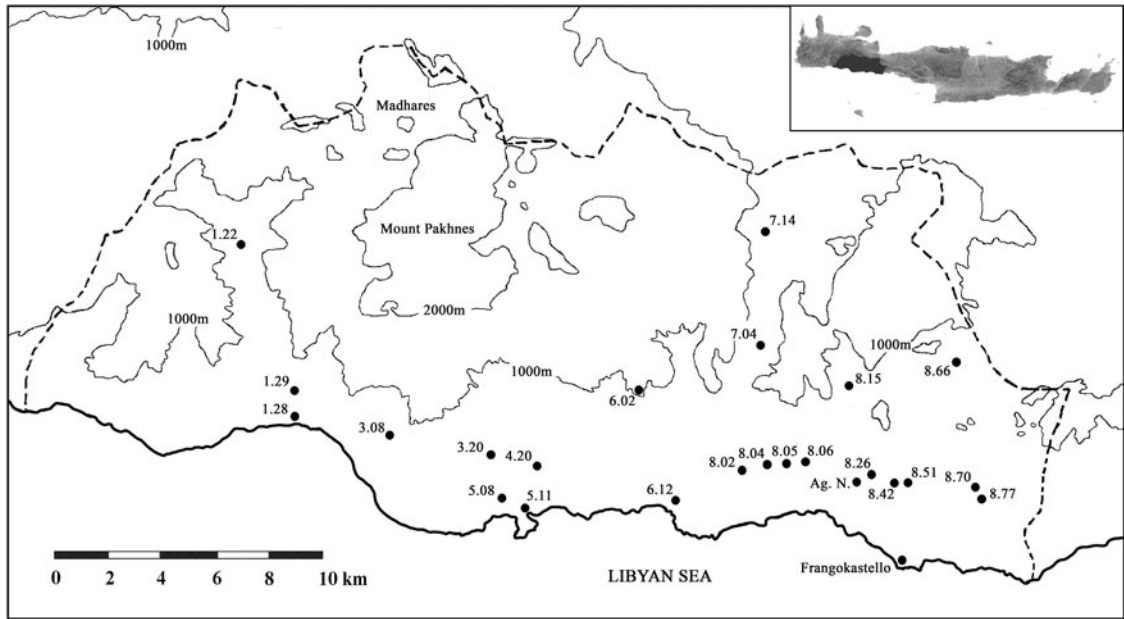 1000m
Madhares
7.14
1.22
Mount Pakhnes
1000m
2000m
7.04
1000m
8.66
1000m
8.15
1.29
6.02
1.28
3.08
3.20
4.20
8.02
8.04
8.05
8.06
8.26
Ag. N.
8.42
8.51
8.70
8.77
5.08
5.11
6.12
Frangokastello
0 2 4 6 8 10 km
LIBYAN SEA